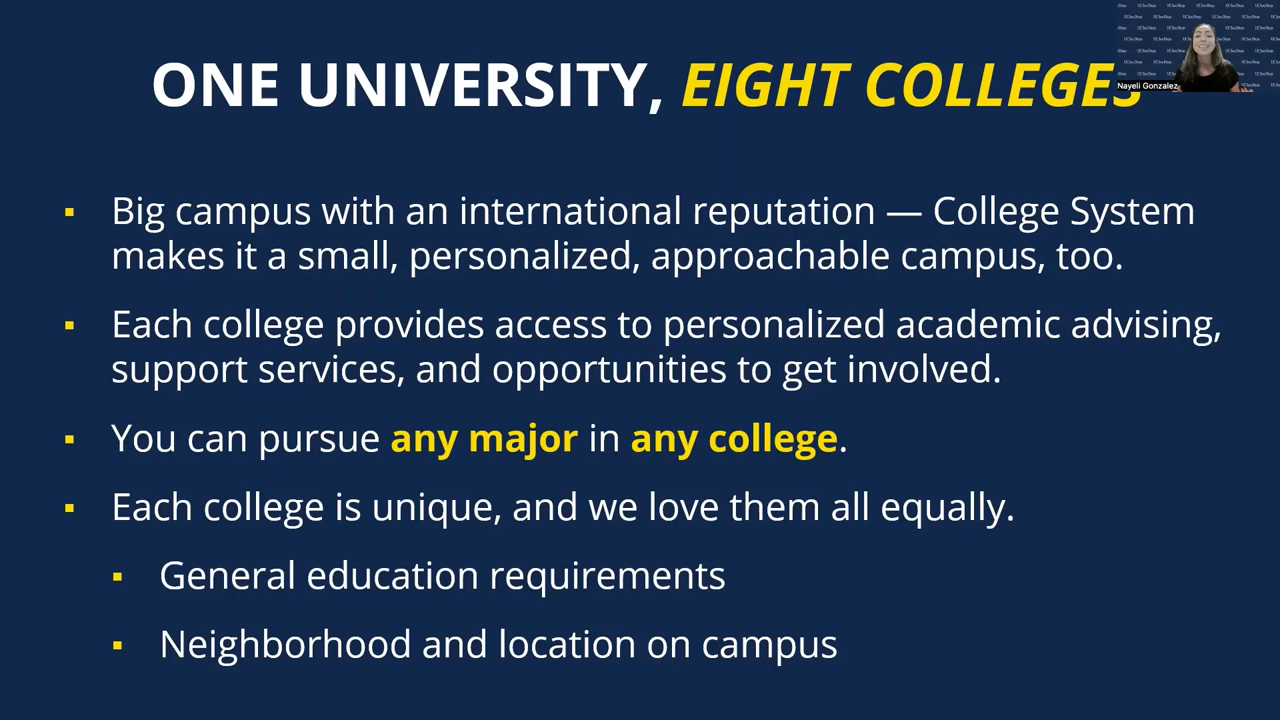 ONE UNIVERSITY, EIGHT COLLEGES
Nayeli Gonzalez
▪ Big campus with an international reputation — College System
makes it a small, personalized, approachable campus, too.
▪ Each college provides access to personalized academic advising,
support services, and opportunities to get involved.
▪ You can pursue any major in any college.
▪ Each college is unique, and we love them all equally.
▪ General education requirements
▪ Neighborhood and location on campus